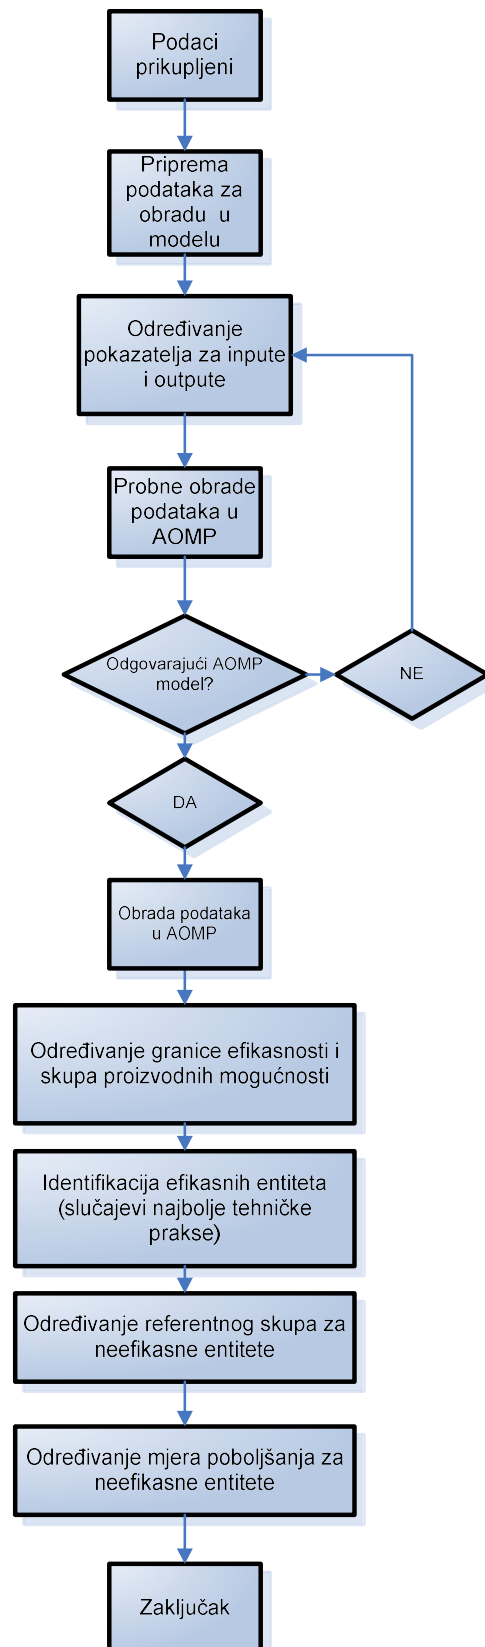 Podaci
prikupljeni
Priprema
podataka za
obradu u
modelu
Određivanje
pokazatelja za inpute
i outpute
Probne obrade
podataka u
AOMP
Odgovarajući AOMP
model?
NE
DA
Obrada podataka
u AOMP
Određivanje granice efikasnosti i
skupa proizvodnih mogućnosti
Identifikacija efikasnih entiteta
(slučajevi najbolje tehničke
prakse)
Određivanje referentnog skupa za
neefikasne entitete
Određivanje mjera poboljšanja za
neefikasne entitete
Zaključak